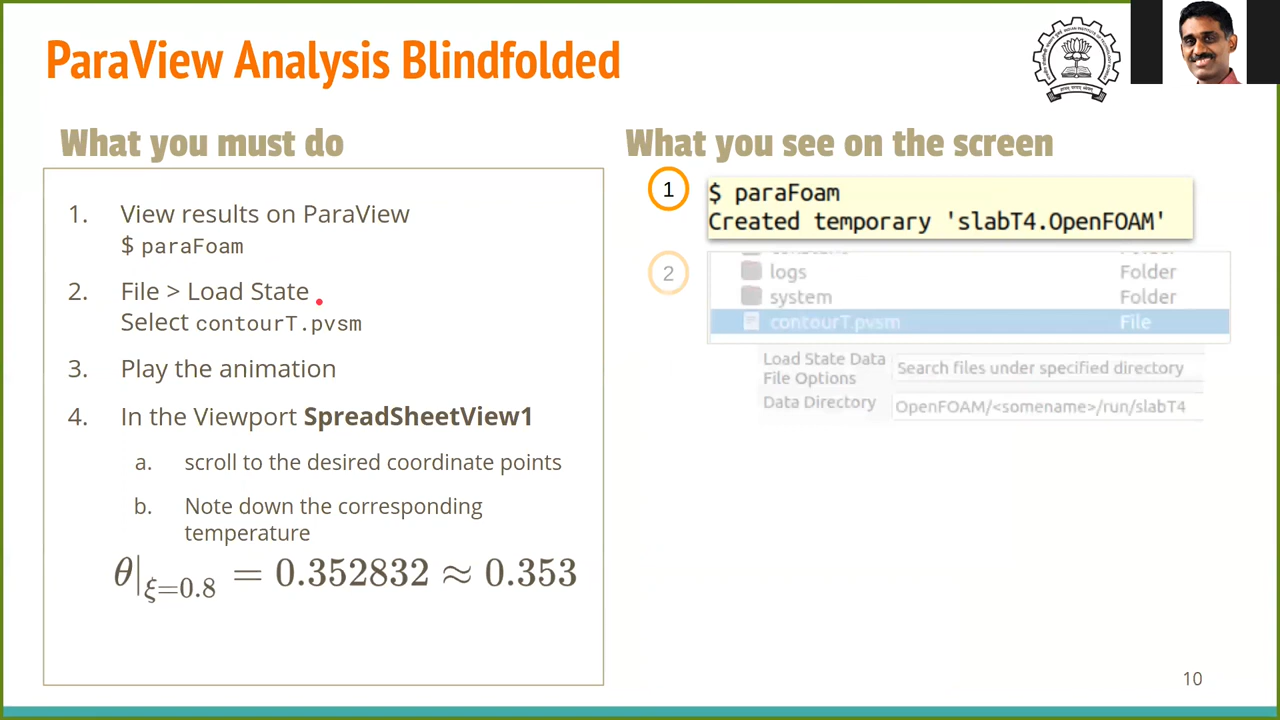 ParaView Analysis Blindfolded
What you must do
1. View results on ParaView
$ paraFoam
2. File > Load State
Select contourT.pvsm
3. Play the animation
4. In the Viewport SpreadSheetView1
a. scroll to the desired coordinate points
b. Note down the corresponding
temperature
θ|ξ=0.8 = 0.352832 ≈ 0.353
What you see on the screen
1
$ paraFoam
Created temporary 'slabT4.OpenFOAM'
2
logs Folder
system Folder
contourT.pvsm File
Load State Data
File Options
Search files under specified directory
Data Directory
OpenFOAM/<somename>/run/slabT4
10